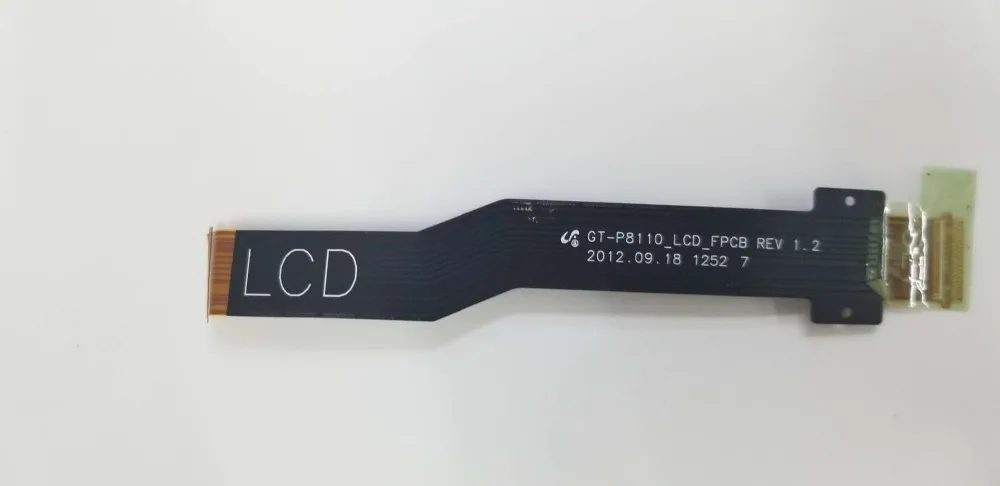 LCD
GT-P8110_LCD_FPCB REV 1.2
2012.09.18 1252 7